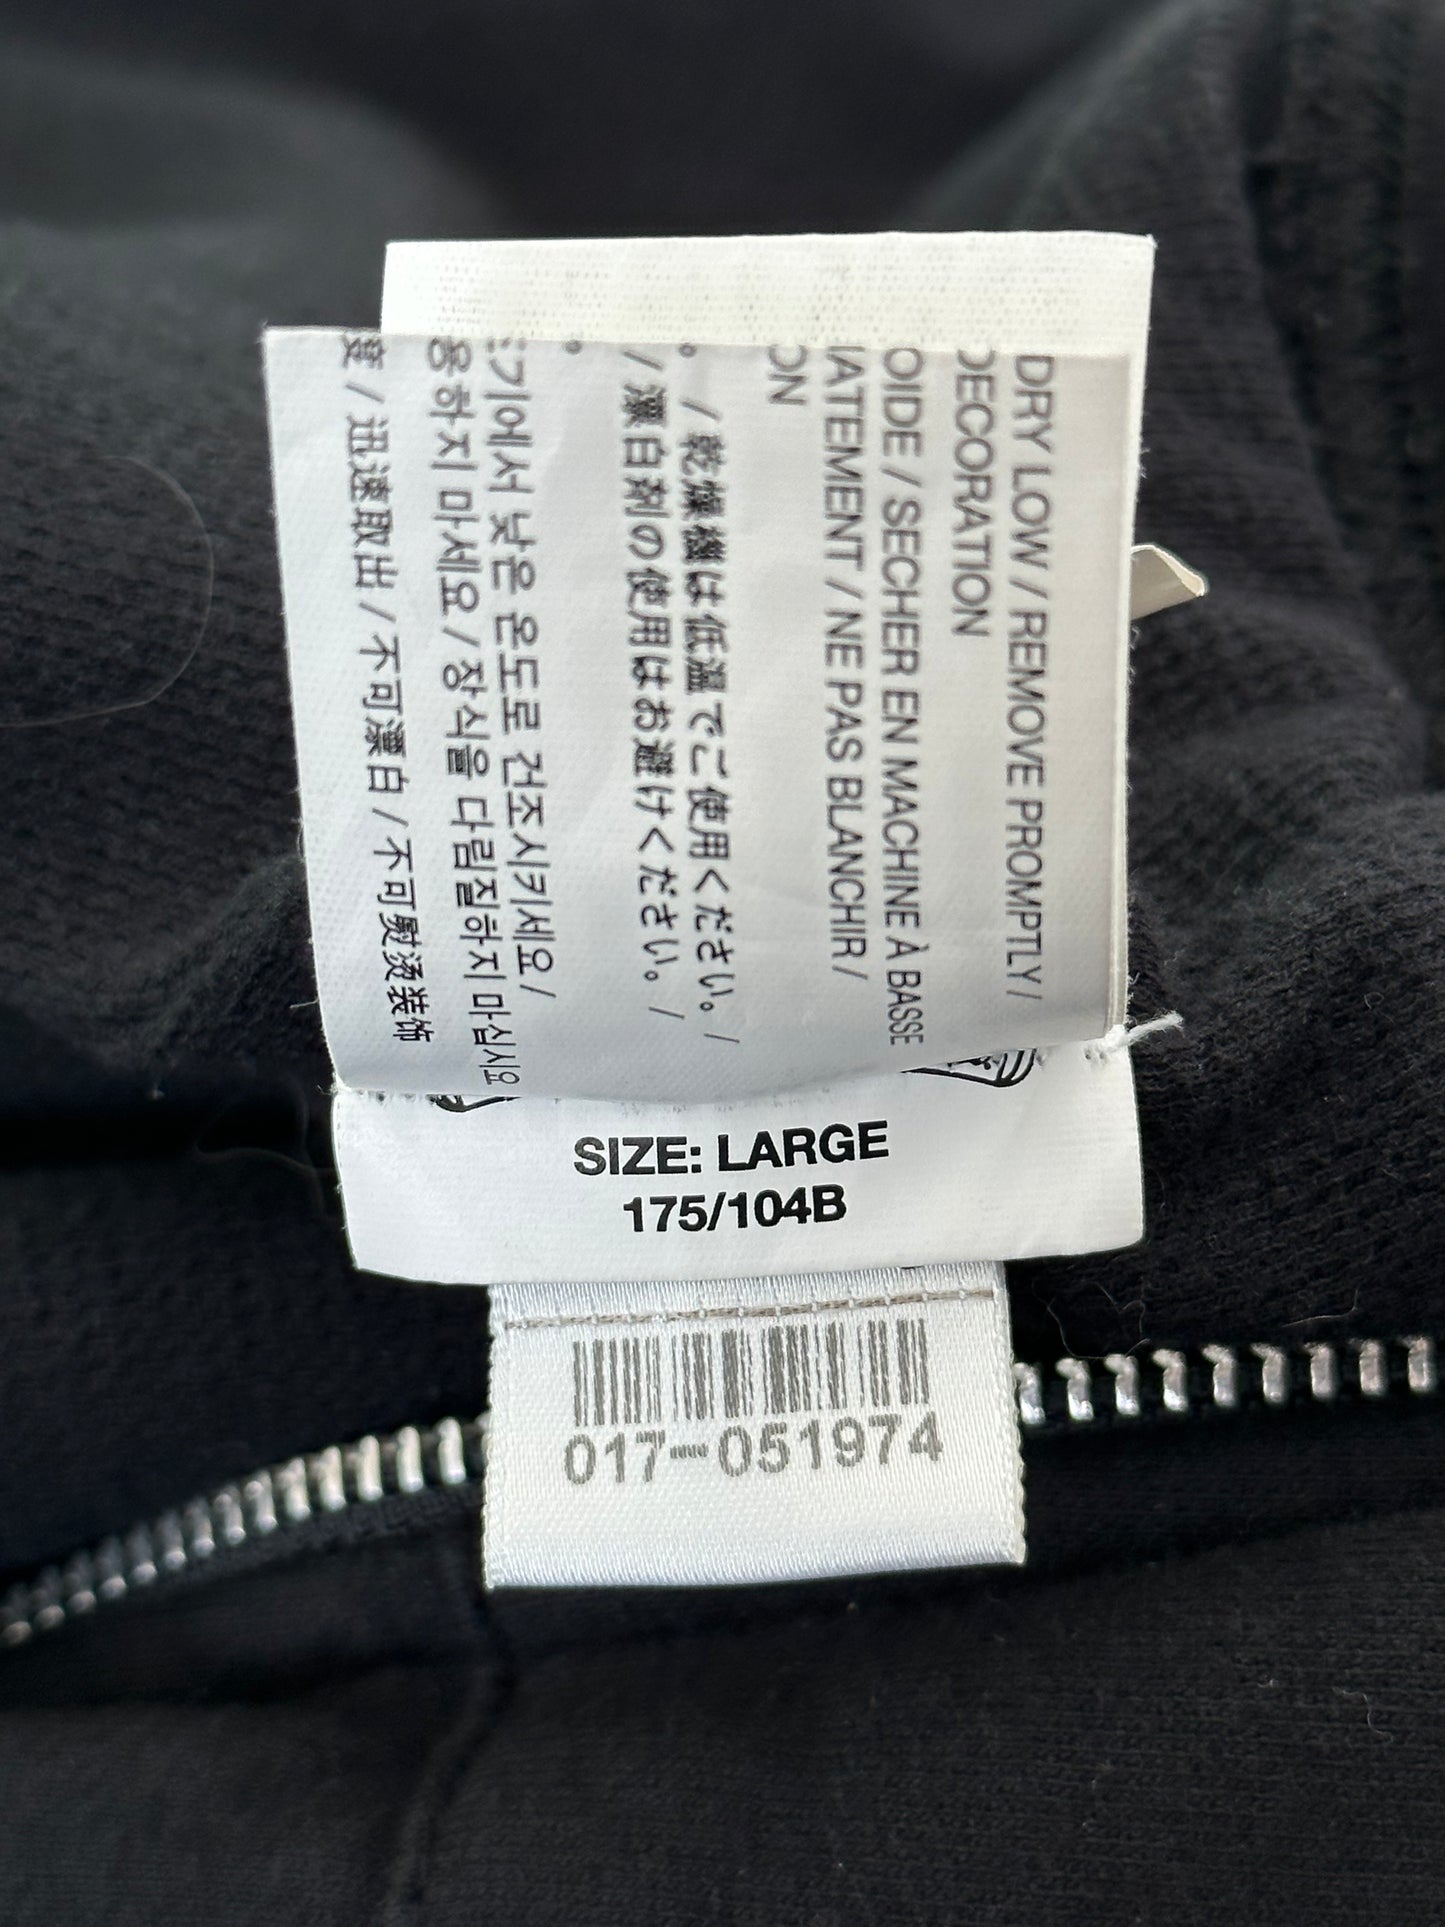 DRY LOW / REMOVE PROMPTLY /
DECORATION
OIDE / SECHER EN MACHINE À BASSE
IATEMENT / NE PAS BLANCHIR /
ON
。 / 乾燥機は低温でご使用ください。 /
/ 漂白剤の使用はお避けください。 /
。
기에서 낮은 온도로 건조시키세요 /
용하지 마세요 / 장식을 다림질하지 마십시오
度 / 迅速取出 / 不可漂白 / 不可熨烫装饰
SIZE: LARGE
175/104B
017-051974